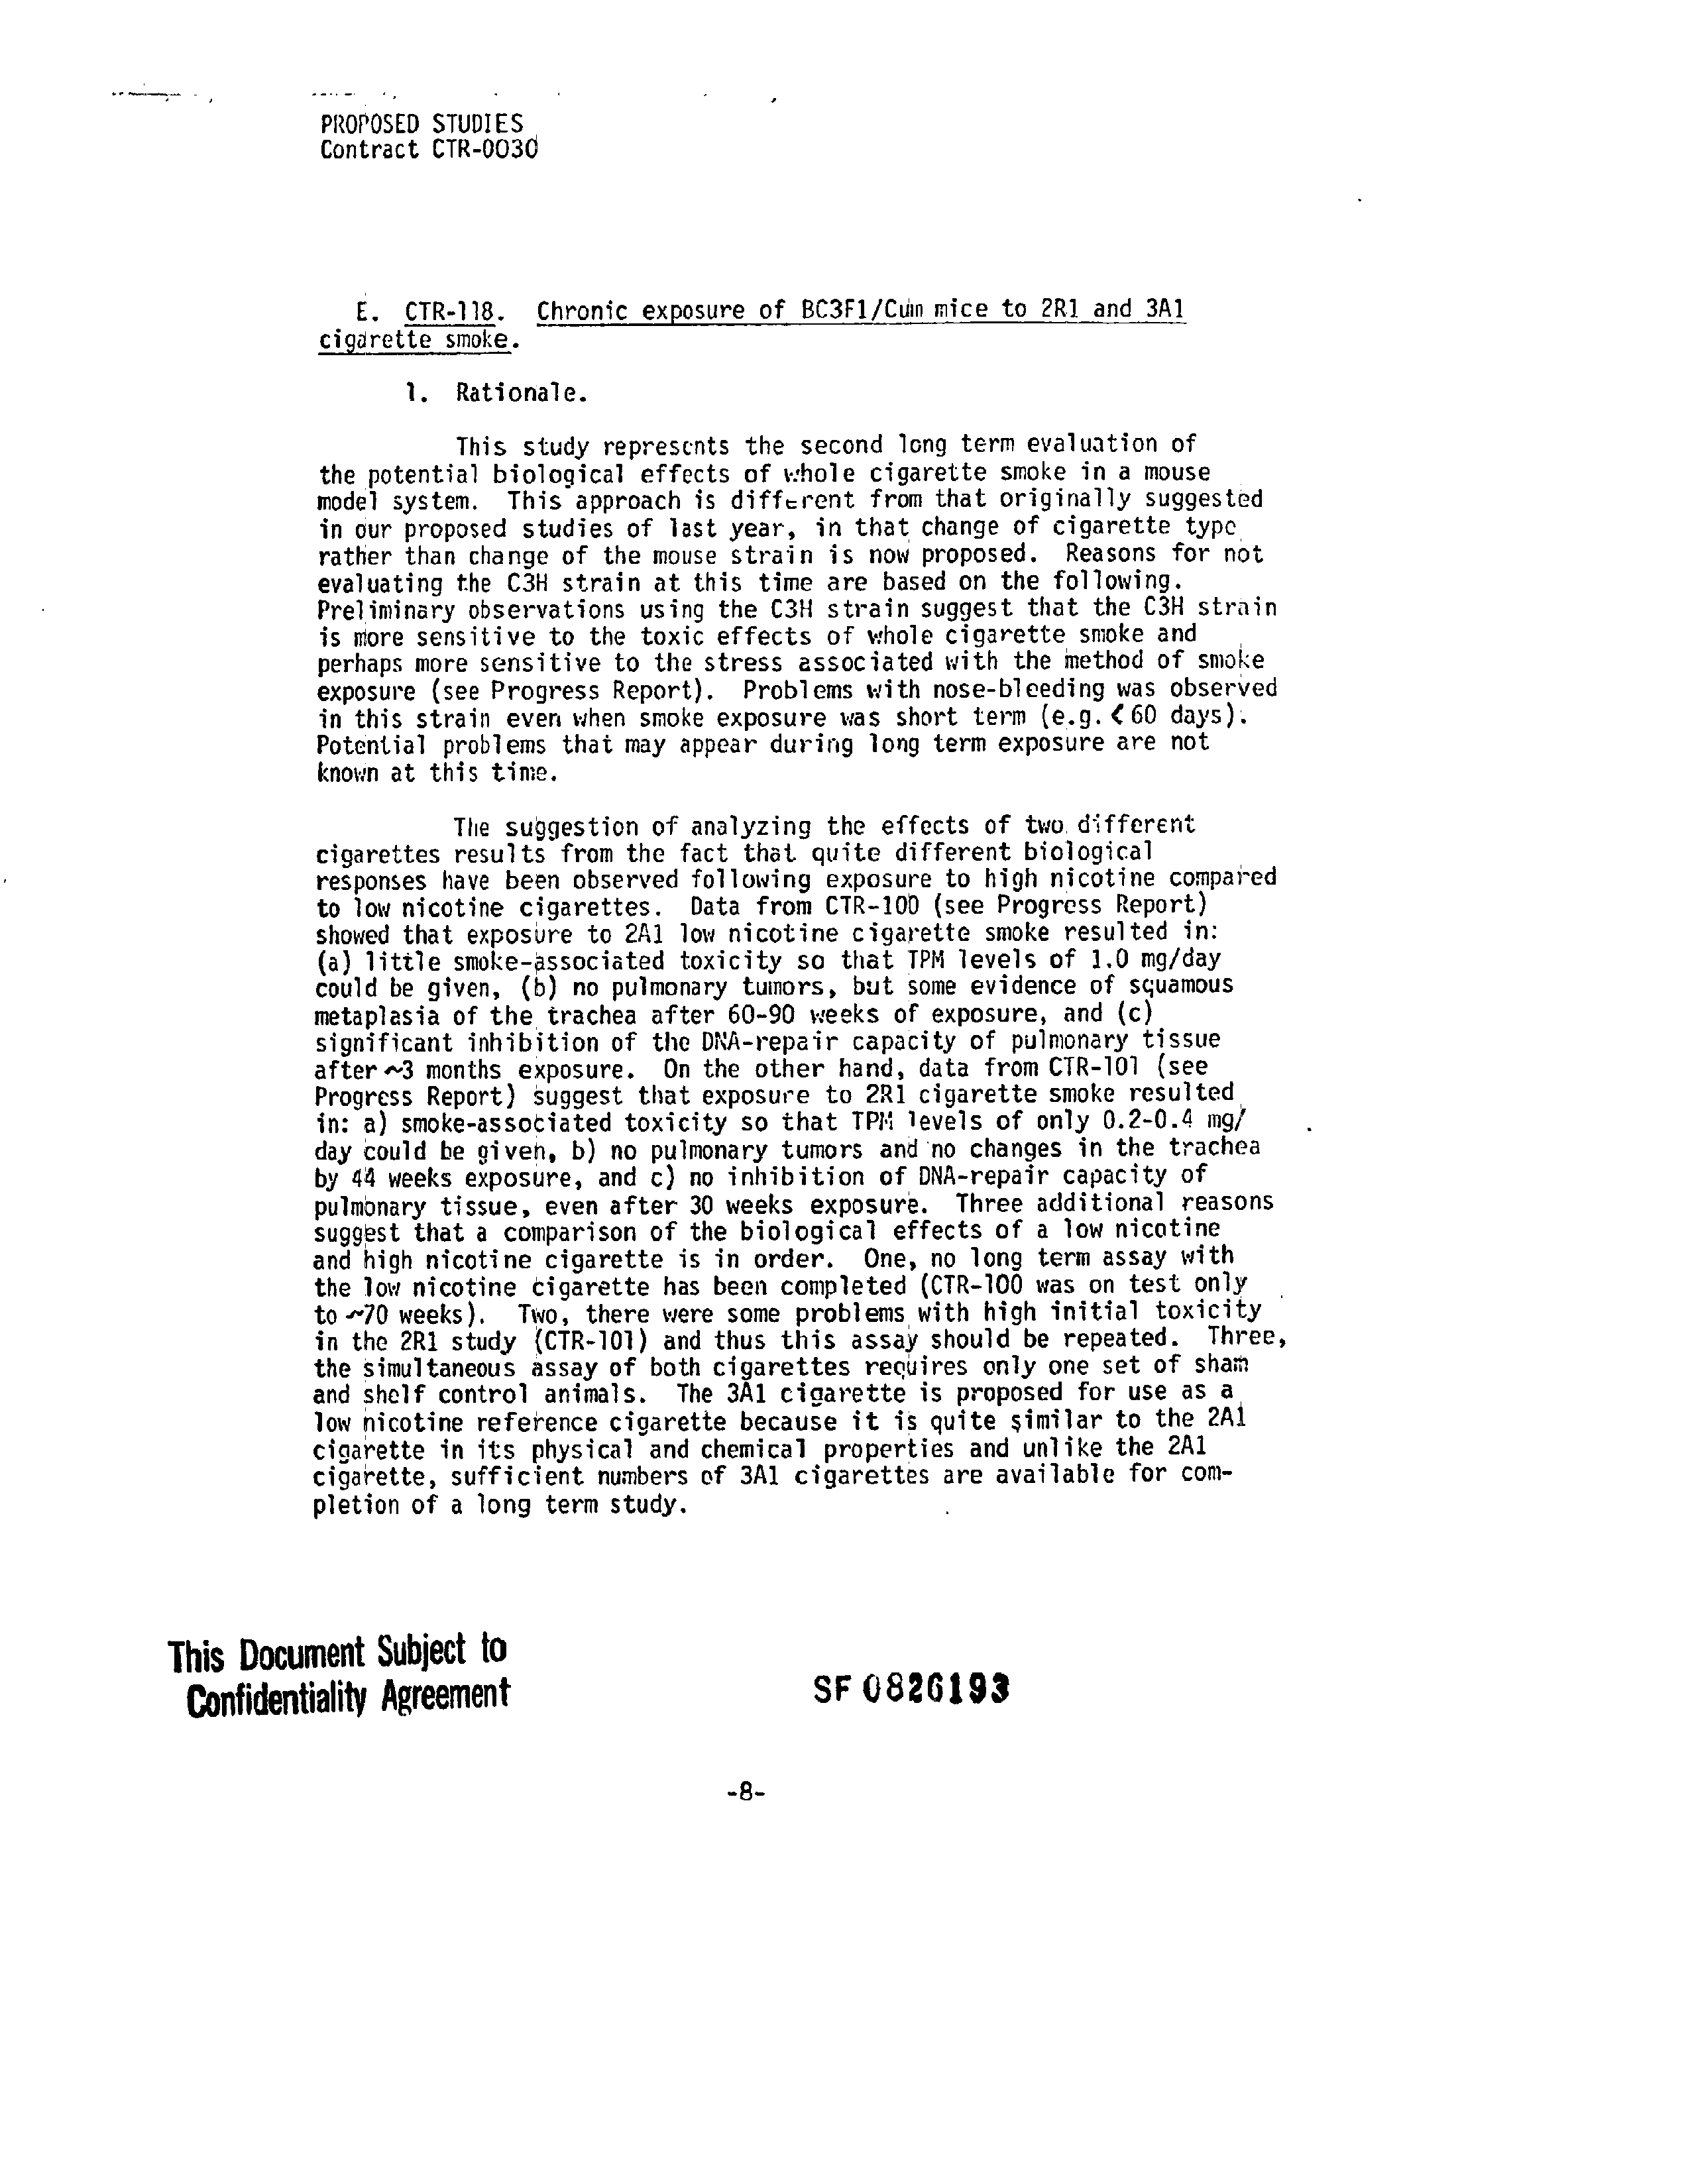 PROPOSED STUDIES
Contract CTR-0030
E. CTR-118. Chronic exposure of BC3F1/Cum mice to 2R1 and 3A1
cigarette smoke.
1. Rationale.
This study represents the second long term evaluation of
the potential biological effects of whole cigarette smoke in a mouse
model system. This approach is different from that originally suggested
in our proposed studies of last year, in that change of cigarette type
rather than change of the mouse strain is now proposed. Reasons for not
evaluating the C3H strain at this time are based on the following.
Preliminary observations using the C3H strain suggest that the C3H strain
is more sensitive to the toxic effects of whole cigarette smoke and
perhaps more sensitive to the stress associated with the method of smoke
exposure (see Progress Report). Problems with nose-bleeding was observed
in this strain even when smoke exposure was short term (e.g. < 60 days).
Potential problems that may appear during long term exposure are not
known at this time.
The suggestion of analyzing the effects of two different
cigarettes results from the fact that quite different biological
responses have been observed following exposure to high nicotine compared
to low nicotine cigarettes. Data from CTR-100 (see Progress Report)
showed that exposure to 2A1 low nicotine cigarette smoke resulted in:
(a) little smoke-associated toxicity so that TPM levels of 1.0 mg/day
could be given, (b) no pulmonary tumors, but some evidence of squamous
metaplasia of the trachea after 60-90 weeks of exposure, and (c)
significant inhibition of the DNA-repair capacity of pulmonary tissue
after ~3 months exposure. On the other hand, data from CTR-101 (see
Progress Report) suggest that exposure to 2R1 cigarette smoke resulted
in: a) smoke-associated toxicity so that TPM levels of only 0.2-0.4 mg/
day could be given, b) no pulmonary tumors and no changes in the trachea
by 44 weeks exposure, and c) no inhibition of DNA-repair capacity of
pulmonary tissue, even after 30 weeks exposure. Three additional reasons
suggest that a comparison of the biological effects of a low nicotine
and high nicotine cigarette is in order. One, no long term assay with
the low nicotine cigarette has been completed (CTR-100 was on test only
to ~70 weeks). Two, there were some problems with high initial toxicity
in the 2R1 study (CTR-101) and thus this assay should be repeated. Three,
the simultaneous assay of both cigarettes requires only one set of sham
and shelf control animals. The 3A1 cigarette is proposed for use as a
low nicotine reference cigarette because it is quite similar to the 2A1
cigarette in its physical and chemical properties and unlike the 2A1
cigarette, sufficient numbers of 3A1 cigarettes are available for com-
pletion of a long term study.
This Document Subject to
Confidentiality Agreement
SF 0826193
-8-